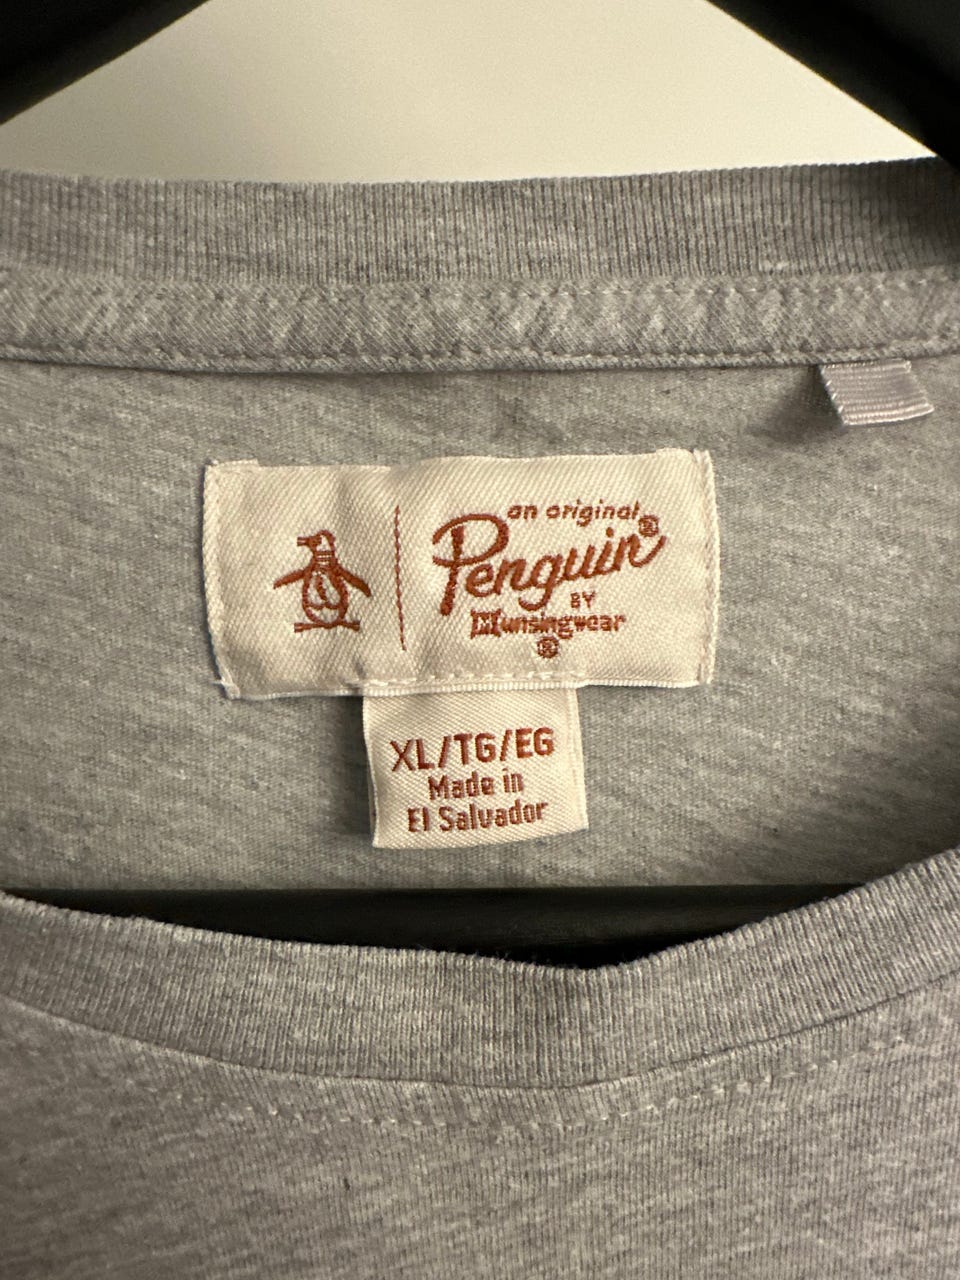 an original
Penguin®
BY
Munsingwear
®
XL/TG/EG
Made in
El Salvador